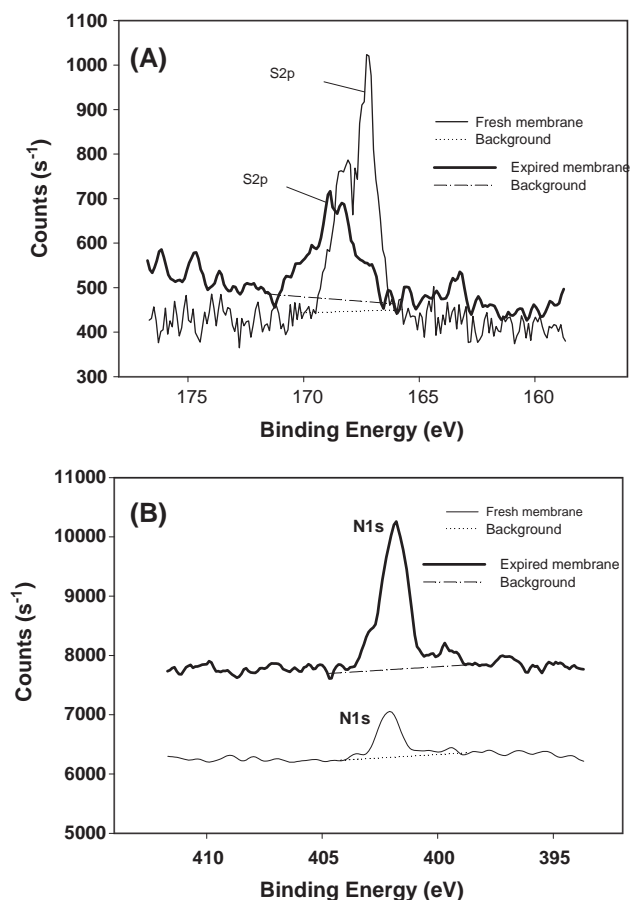 (A)
1100
1000
900
800
700
600
500
400
300
Counts (s-1)
S2p
S2p
Fresh membrane
Background
Expired membrane
Background
175
170
165
160
Binding Energy (eV)
(B)
11000
10000
9000
8000
7000
6000
5000
Counts (s-1)
N1s
N1s
Fresh membrane
Background
Expired membrane
Background
410
405
400
395
Binding Energy (eV)